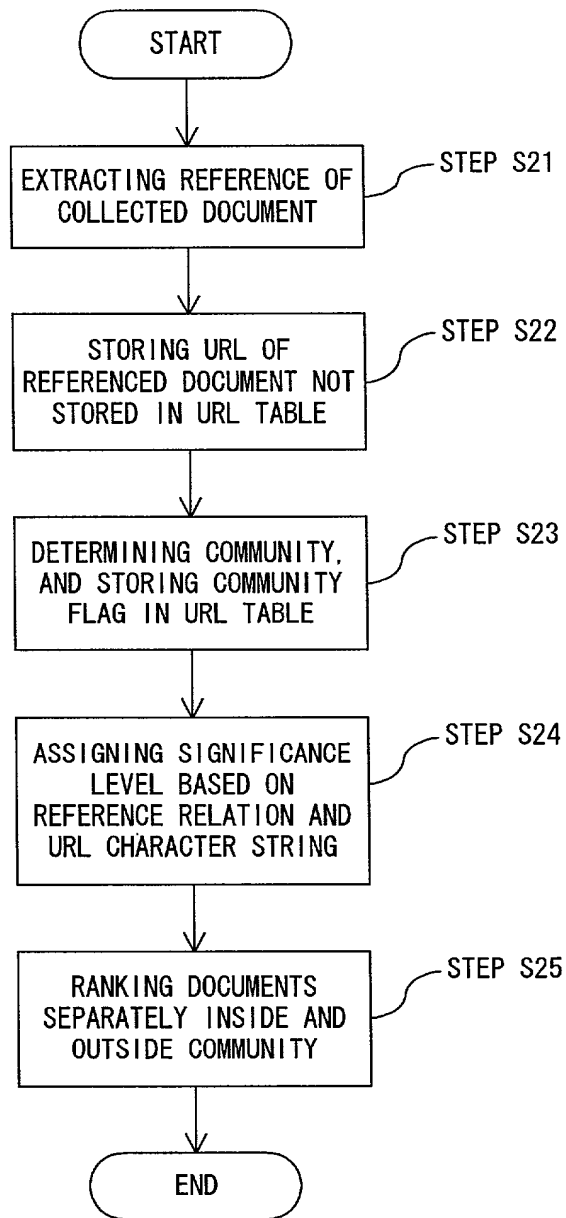 START
EXTRACTING REFERENCE OF
COLLECTED DOCUMENT
STEP S21
STORING URL OF
REFERENCED DOCUMENT NOT
STORED IN URL TABLE
STEP S22
DETERMINING COMMUNITY,
AND STORING COMMUNITY
FLAG IN URL TABLE
STEP S23
ASSIGNING SIGNIFICANCE
LEVEL BASED ON
REFERENCE RELATION AND
URL CHARACTER STRING
STEP S24
RANKING DOCUMENTS
SEPARATELY INSIDE AND
OUTSIDE COMMUNITY
STEP S25
END